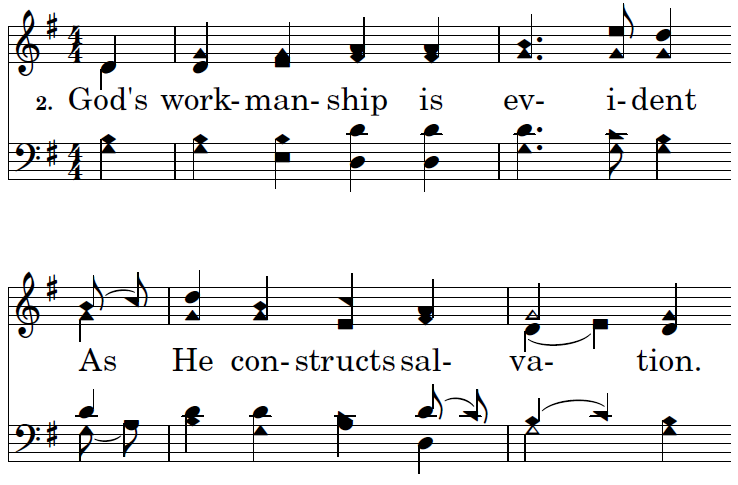 2. God's work- man- ship is ev- i- dent
As He con- structs sal- va- tion.